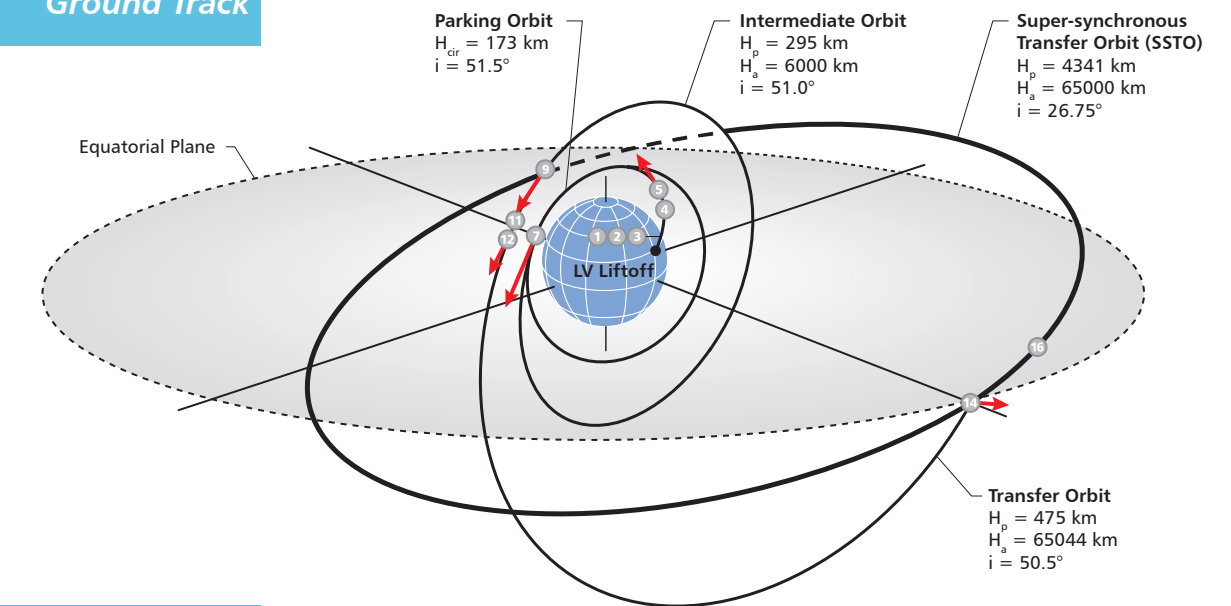 Ground Track
Parking Orbit
Hcir = 173 km
i = 51.5°
Intermediate Orbit
Hp = 295 km
Ha = 6000 km
i = 51.0°
Super-synchronous
Transfer Orbit (SSTO)
Hp = 4341 km
Ha = 65000 km
i = 26.75°
Equatorial Plane
9
5
4
11
12
7
1 2 3
LV Liftoff
16
14
Transfer Orbit
Hp = 475 km
Ha = 65044 km
i = 50.5°